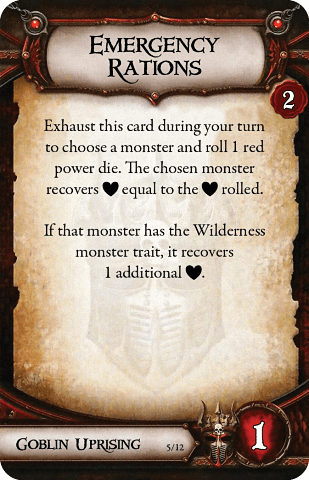 Emergency
Rations
2
Exhaust this card during your turn
to choose a monster and roll 1 red
power die. The chosen monster
recovers ♥ equal to the ♥ rolled.
If that monster has the Wilderness
monster trait, it recovers
1 additional ♥.
Goblin Uprising 5/12
1